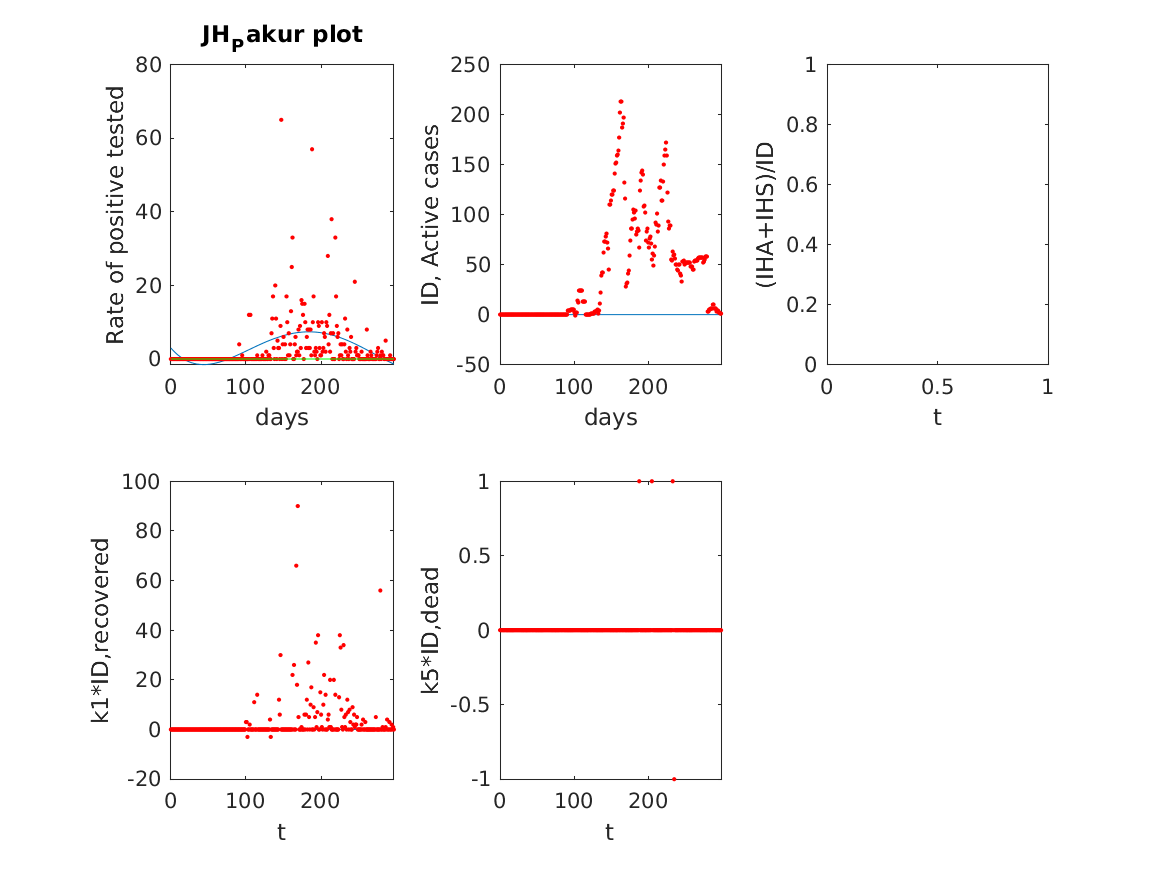 JH_Pakur plot
80
60
40
20
0
0 100 200
Rate of positive tested
days
250
200
150
100
50
0
-50
0 100 200
ID, Active cases
days
1
0.8
0.6
0.4
0.2
0
0 0.5 1
(IHA+IHS)/ID
t
100
80
60
40
20
0
-20
0 100 200
k1*ID,recovered
t
1
0.5
0
-0.5
-1
0 100 200
k5*ID,dead
t